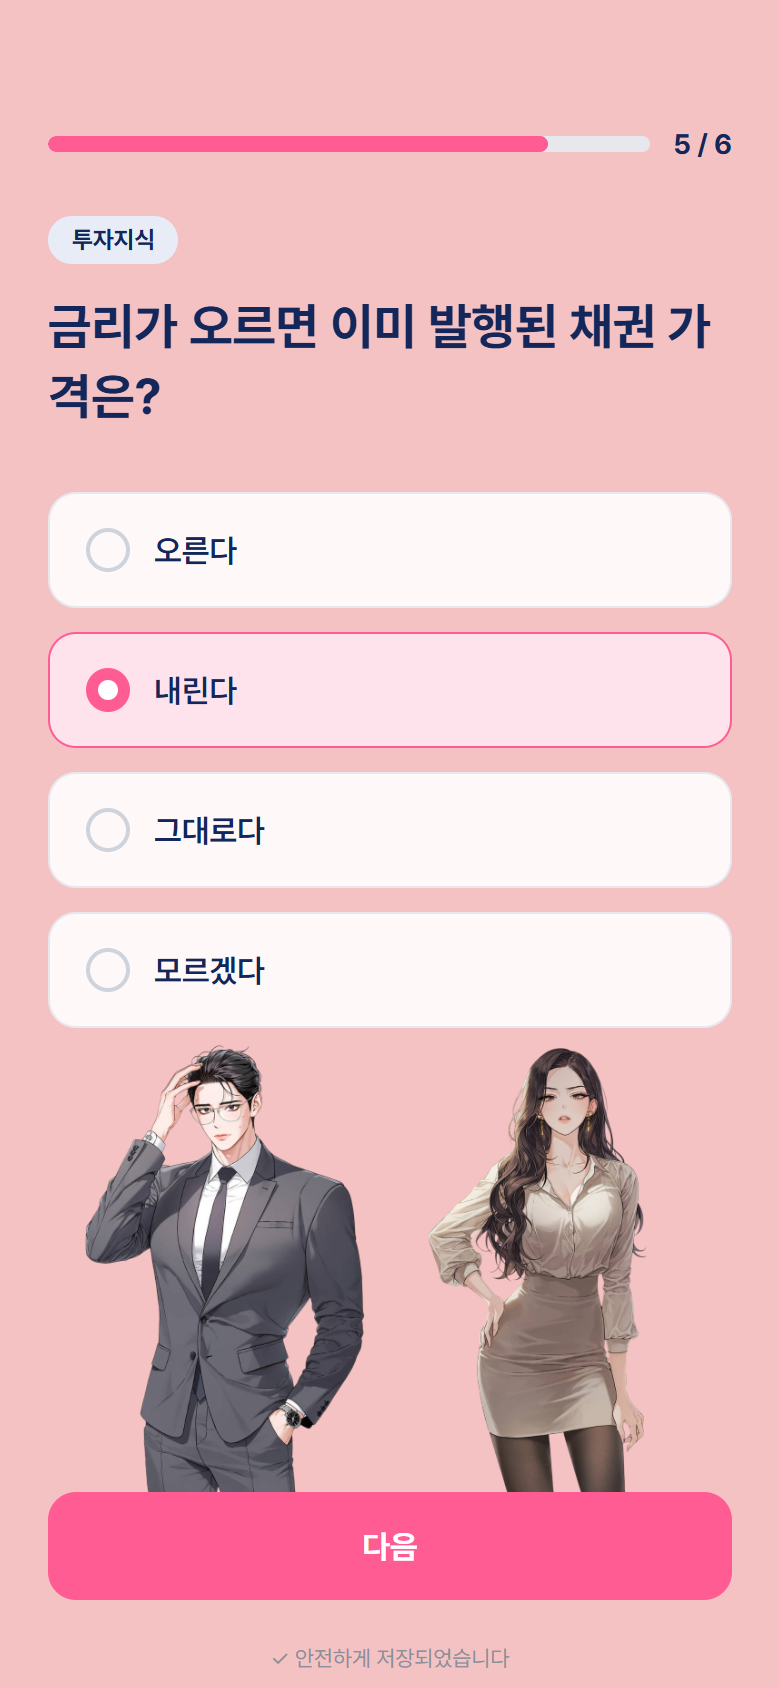 5 / 6
투자지식
금리가 오르면 이미 발행된 채권 가
격은?
오른다
내린다
그대로다
모르겠다
다음
✓ 안전하게 저장되었습니다